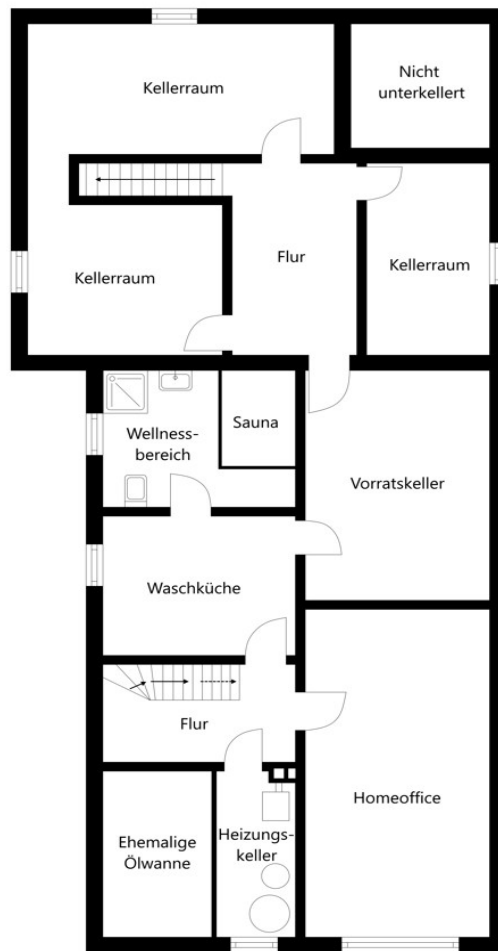 Kellerraum
Nicht
unterkellert
Kellerraum
Flur
Kellerraum
Wellness-
bereich
Sauna
Vorratskeller
Waschküche
Flur
Homeoffice
Ehemalige
Ölwanne
Heizungs-
keller